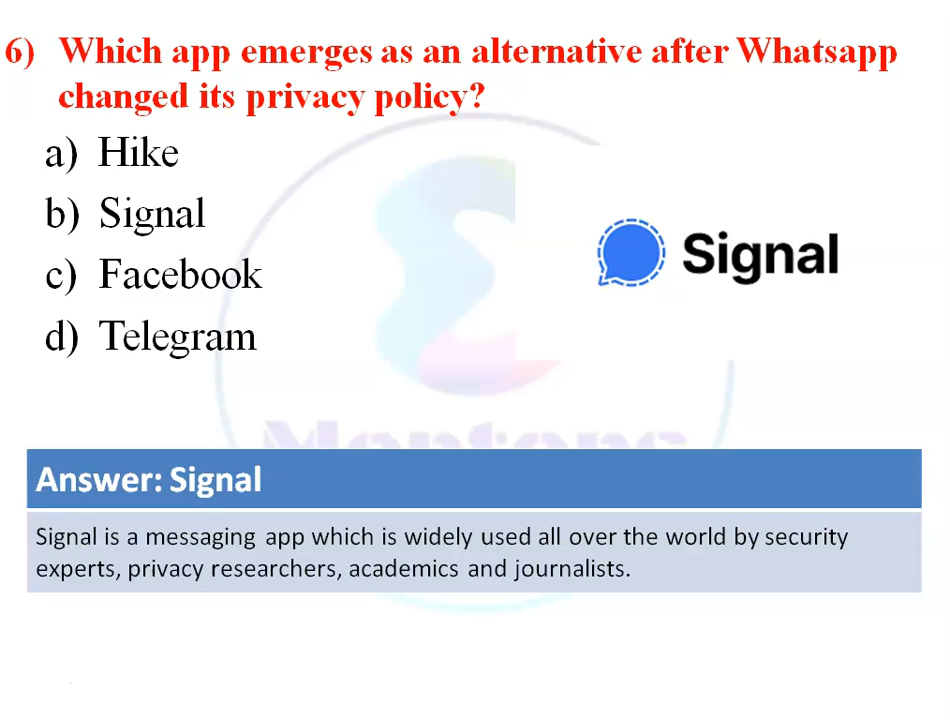 6) Which app emerges as an alternative after Whatsapp
changed its privacy policy?
a) Hike
b) Signal
c) Facebook
d) Telegram
Signal
Answer: Signal
Signal is a messaging app which is widely used all over the world by security
experts, privacy researchers, academics and journalists.